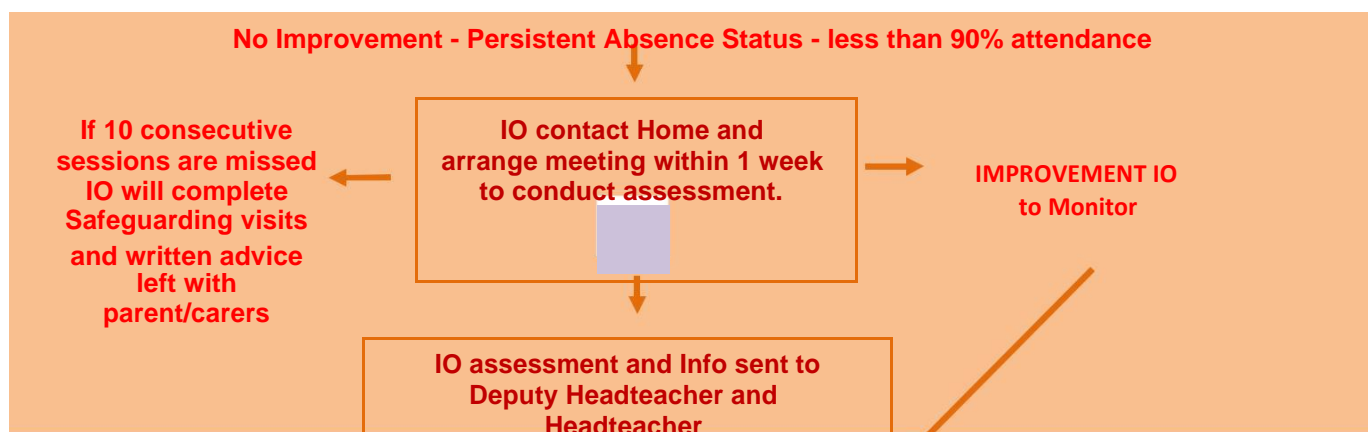 No Improvement - Persistent Absence Status - less than 90% attendance
If 10 consecutive
sessions are missed
IO will complete
Safeguarding visits
and written advice
left with
parent/carers
IO contact Home and
arrange meeting within 1 week
to conduct assessment.
IMPROVEMENT IO
to Monitor
IO assessment and Info sent to
Deputy Headteacher and
Headteacher